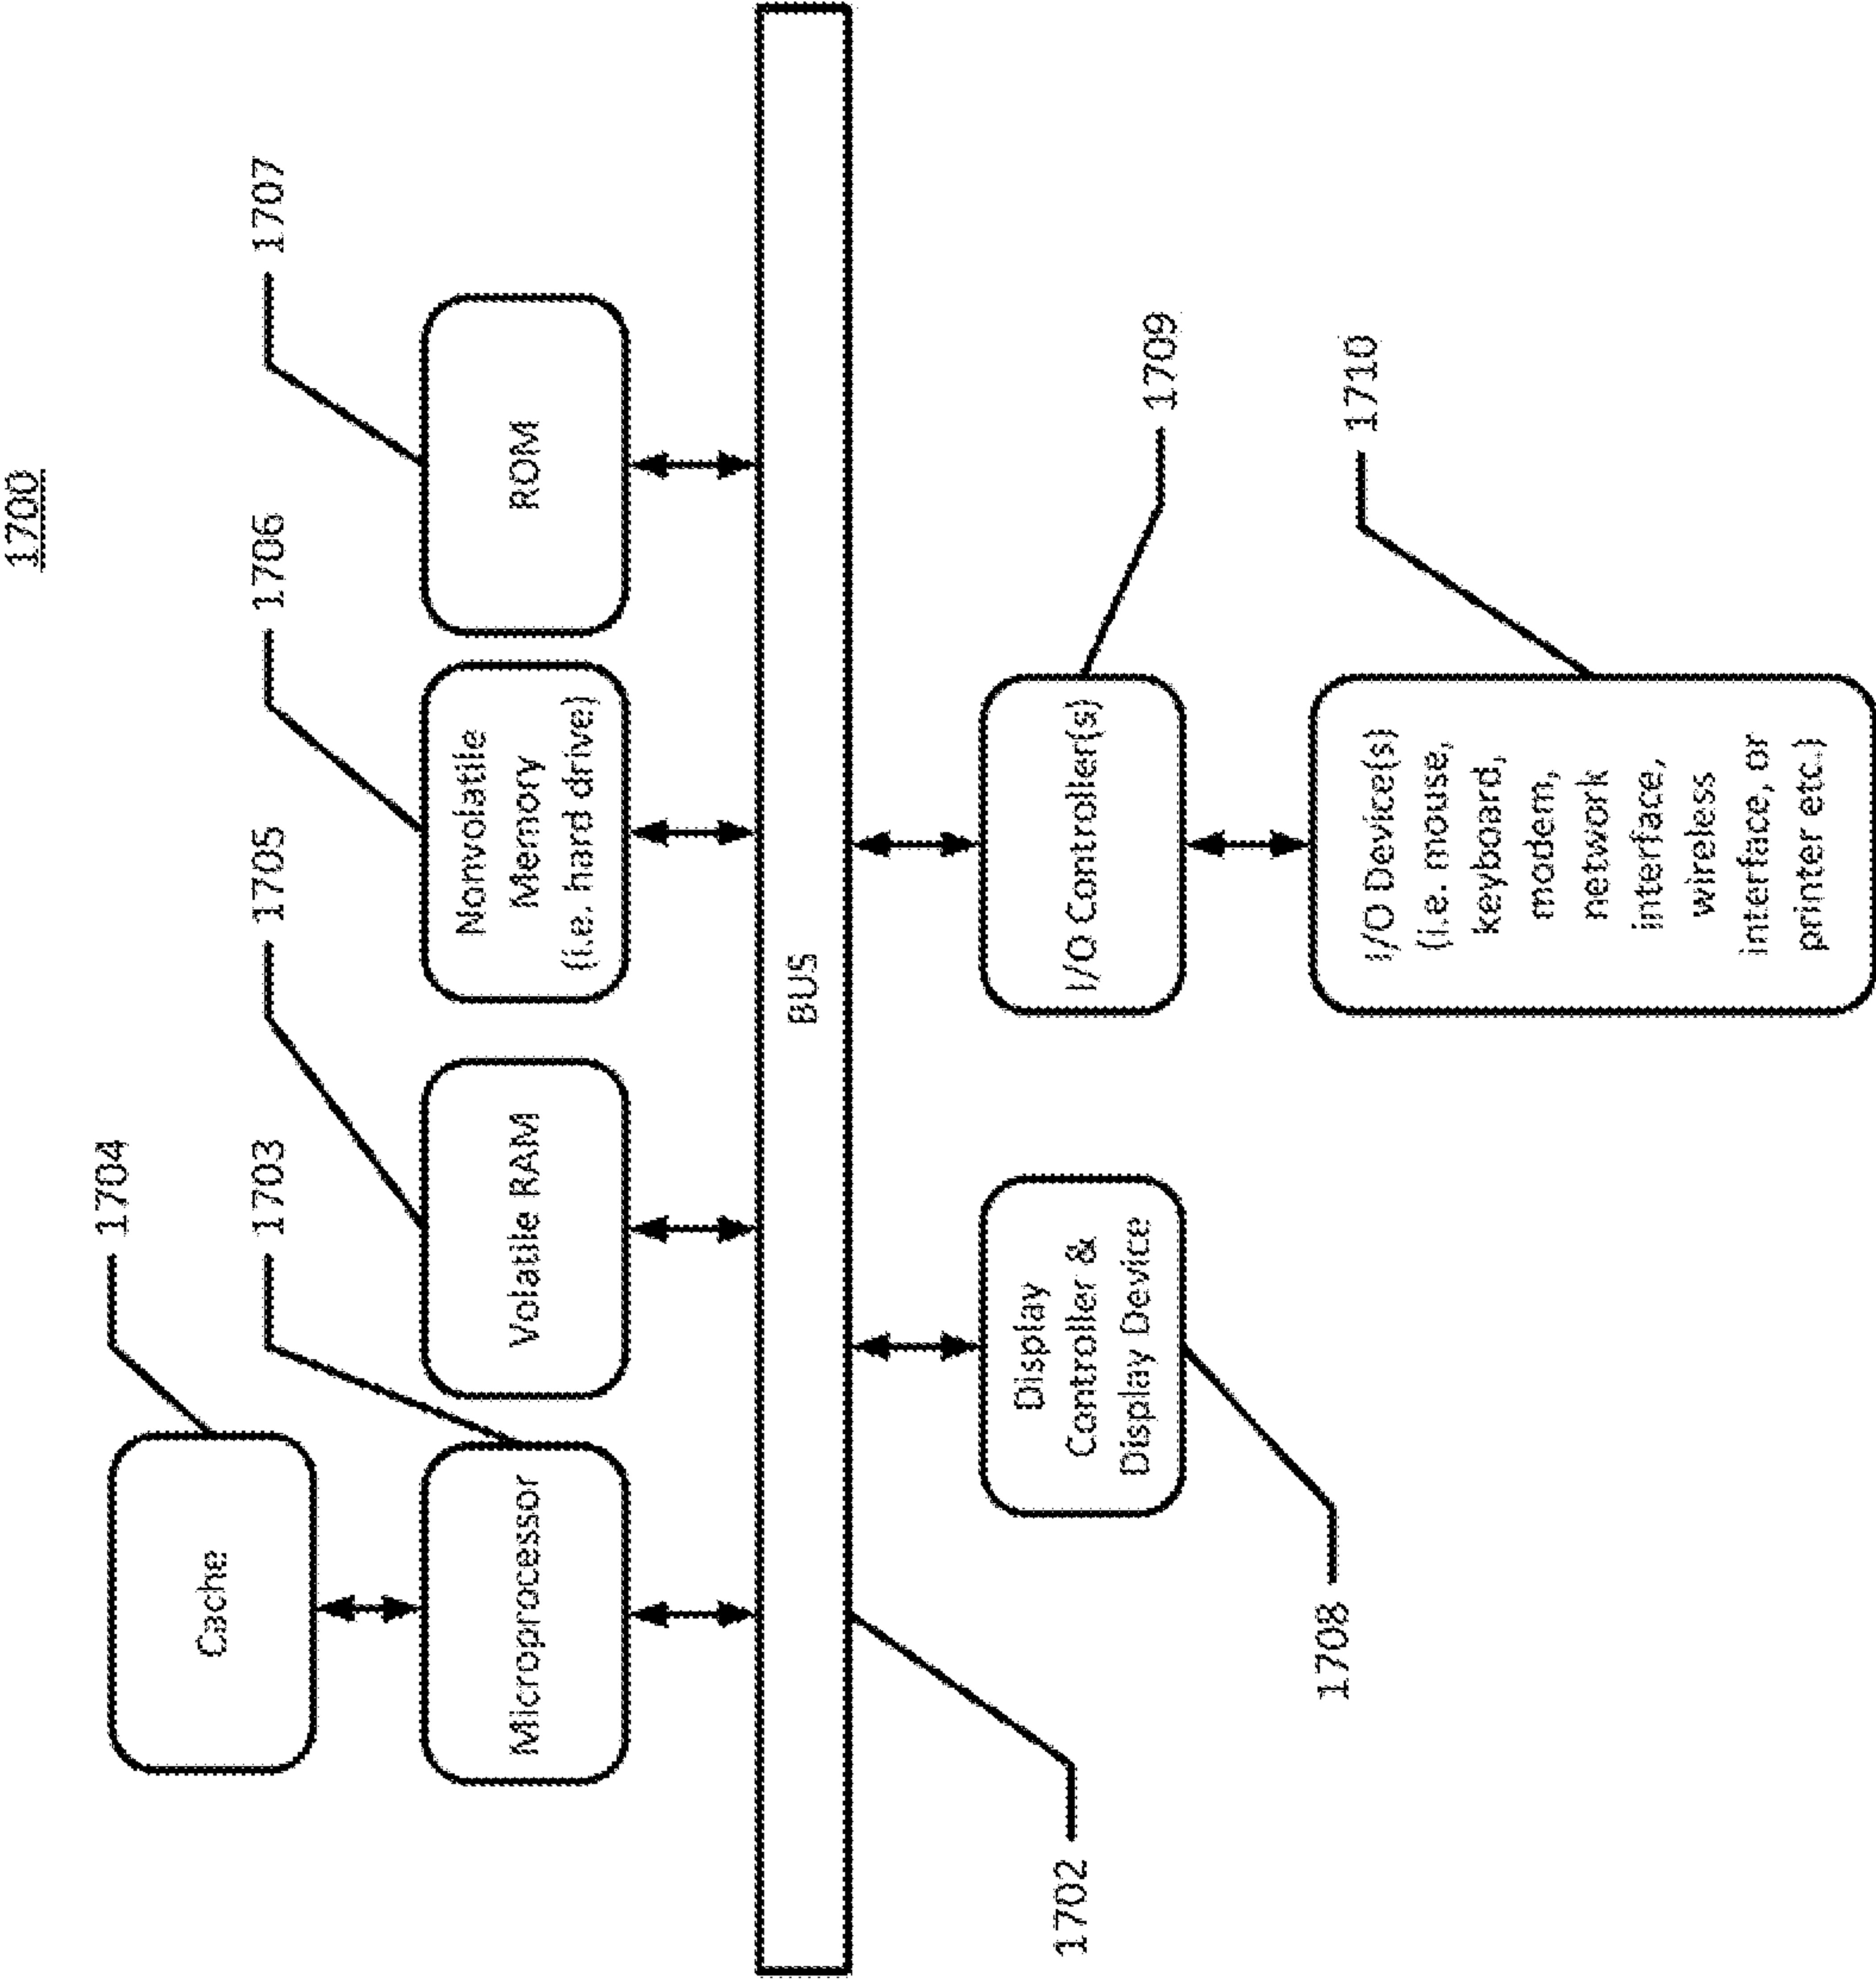 1700
1704
Cache
1703
1705
1706
1707
Microprocessor
Volatile RAM
Nonvolatile
Memory
(i.e. hard drive)
ROM
BUS
1702
Display
Controller &
Display Device
1708
I/O Controller(s)
1709
I/O Device(s)
(i.e. mouse,
keyboard,
modem,
network
interface,
wireless
interface, or
printer etc.)
1710